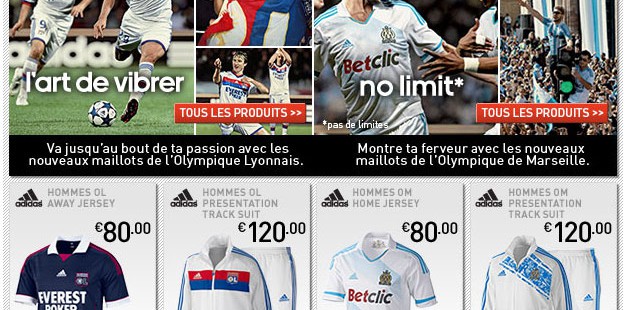 l'art de vibrer
TOUS LES PRODUITS >>
Va jusqu'au bout de ta passion avec les
nouveaux maillots de l'Olympique Lyonnais.
Betclic
no limit*
*pas de limites
TOUS LES PRODUITS >>
Montre ta ferveur avec les nouveaux
maillots de l'Olympique de Marseille.
adidas
HOMMES OL
AWAY JERSEY
€80.00
EVEREST
POKER
adidas
HOMMES OL
PRESENTATION
TRACK SUIT
€120.00
OL
adidas
HOMMES OM
HOME JERSEY
€80.00
Betclic
adidas
HOMMES OM
PRESENTATION
TRACK SUIT
€120.00